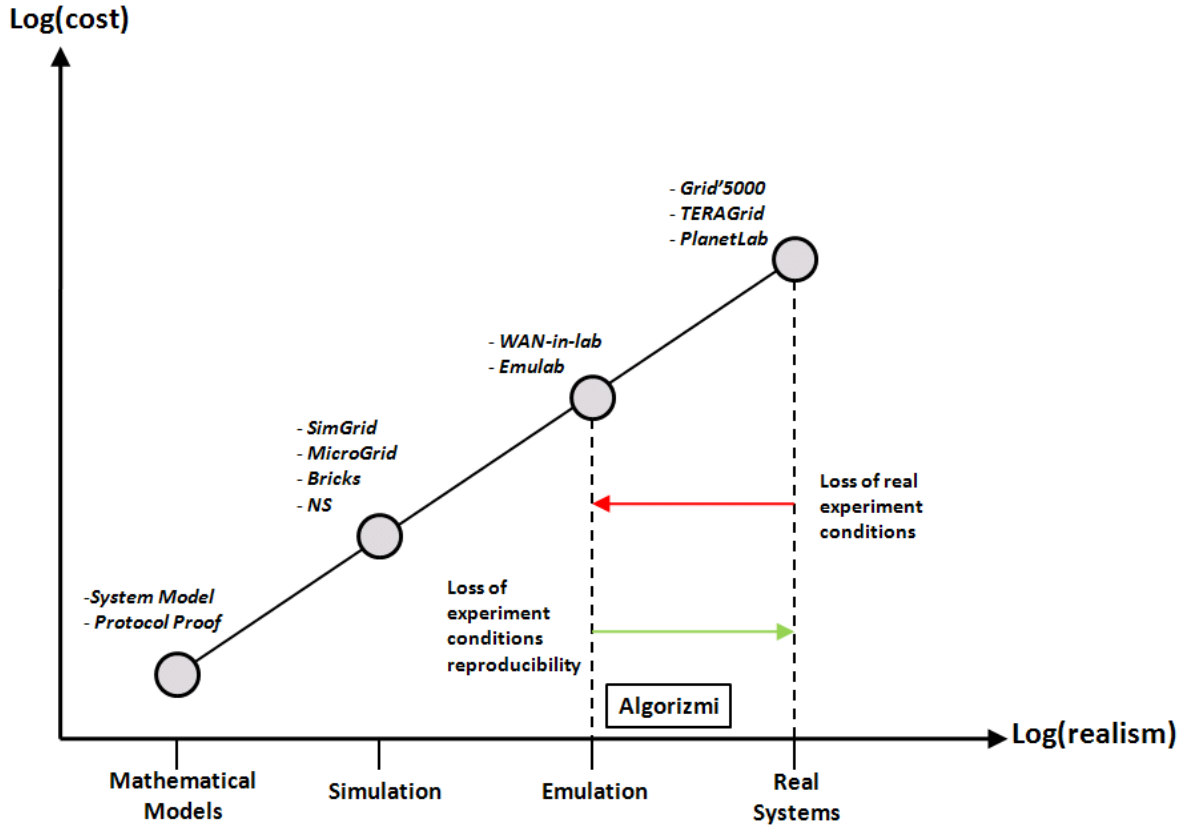 Log(cost)
- Grid'5000
- TERAGrid
- PlanetLab
- WAN-in-lab
- Emulab
- SimGrid
- MicroGrid
- Bricks
- NS
Loss of real
experiment
conditions
-System Model
- Protocol Proof
Loss of
experiment
conditions
reproducibility
Algorizmi
Log(realism)
Mathematical
Models
Simulation
Emulation
Real
Systems